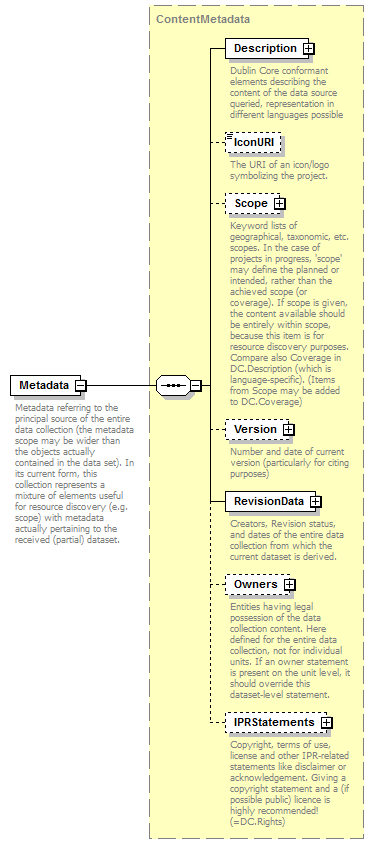 ContentMetadata
Description
Dublin Core conformant
elements describing the
content of the data source
queried, representation in
different languages possible
IconURI
The URI of an icon/logo
symbolizing the project.
Scope
Keyword lists of
geographical, taxonomic, etc.
scopes. In the case of
projects in progress, 'scope'
may define the planned or
intended, rather than the
achieved scope (or
coverage). If scope is given,
the content available should
be entirely within scope,
because this item is for
resource discovery purposes.
Compare also Coverage in
DC.Description (which is
language-specific). (Items
from Scope may be added
to DC.Coverage)
Metadata
Metadata referring to the
principal source of the entire
data collection (the metadata
scope may be wider than
the objects actually
contained in the data set). In
its current form, this
collection represents a
mixture of elements useful
for resource discovery (e.g.
scope) with metadata
actually pertaining to the
received (partial) dataset.
Version
Number and date of current
version (particularly for citing
purposes)
RevisionData
Creators, Revision status,
and dates of the entire data
collection from which the
current dataset is derived.
Owners
Entities having legal
possession of the data
collection content. Here
defined for the entire data
collection, not for individual
units. If an owner statement
is present on the unit level, it
should override this
dataset-level statement.
IPRStatements
Copyright, terms of use,
license and other IPR-related
statements like disclaimer or
acknowledgement. Giving a
copyright statement and a (if
possible public) licence is
highly recommended!
(=DC.Rights)